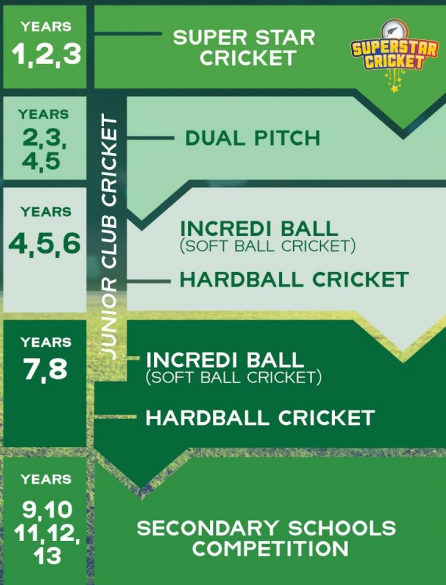 YEARS
1,2,3
SUPER STAR
CRICKET
SUPERSTAR
CRICKET
JUNIOR CLUB CRICKET
YEARS
2,3,
4,5
DUAL PITCH
YEARS
4,5,6
INCREDI BALL
(SOFT BALL CRICKET)
HARDBALL CRICKET
YEARS
7,8
INCREDI BALL
(SOFT BALL CRICKET)
HARDBALL CRICKET
YEARS
9,10
11,12,
13
SECONDARY SCHOOLS
COMPETITION